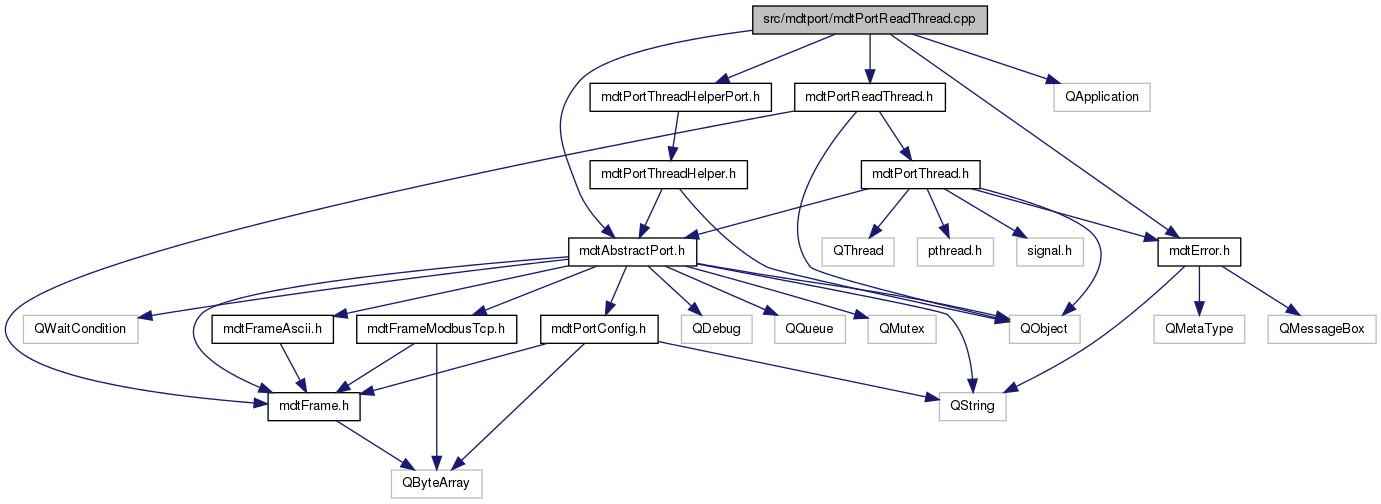 src/mdtport/mdtPortReadThread.cpp
mdtPortThreadHelperPort.h
mdtPortReadThread.h
QApplication
mdtPortThreadHelper.h
mdtPortThread.h
mdtAbstractPort.h
QThread
pthread.h
signal.h
mdtError.h
QWaitCondition
mdtFrameAscii.h
mdtFrameModbusTcp.h
mdtPortConfig.h
QDebug
QQueue
QMutex
QObject
QMetaType
QMessageBox
mdtFrame.h
QString
QByteArray